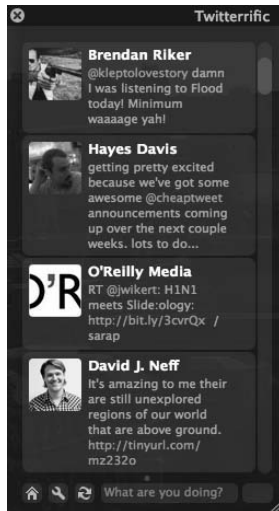 Twitterrific
Brendan Riker
@kleptolovestory damn
I was listening to Flood
today! Minimum
waaage yah!
Hayes Davis
getting pretty excited
because we've got some
awesome @cheaptweet
announcements coming
up over the next couple
weeks. lots to do...
O'R
O'Reilly Media
RT @jwikert: H1N1
meets Slide:ology:
http://bit.ly/3cvrQx /
sarap
David J. Neff
It's amazing to me their
are still unexplored
regions of our world
that are above ground.
http://tinyurl.com/
mz232o
What are you doing?